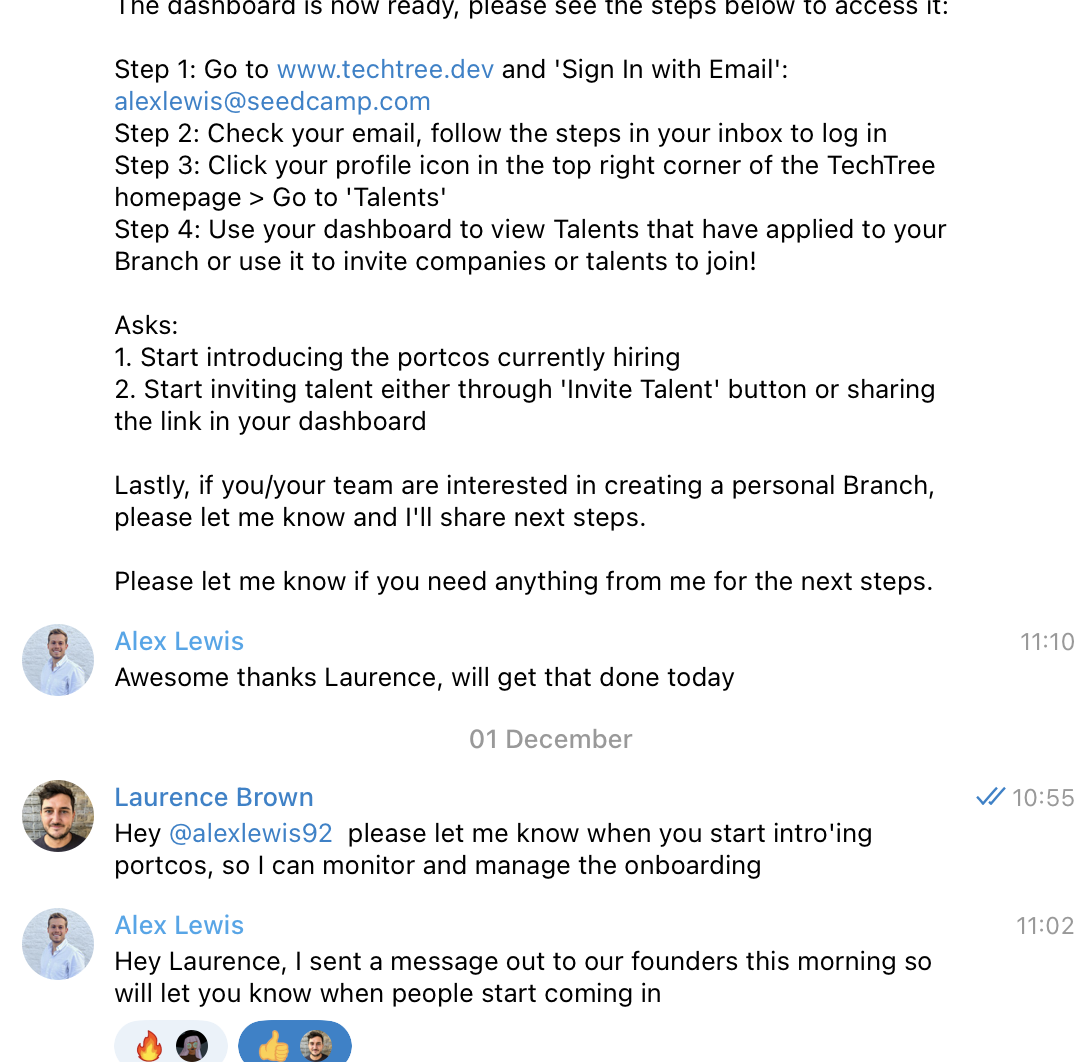 The dashboard is now ready, please see the steps below to access it:
Step 1: Go to www.techtree.dev and 'Sign In with Email':
alexlewis@seedcamp.com
Step 2: Check your email, follow the steps in your inbox to log in
Step 3: Click your profile icon in the top right corner of the TechTree
homepage > Go to 'Talents'
Step 4: Use your dashboard to view Talents that have applied to your
Branch or use it to invite companies or talents to join!
Asks:
1. Start introducing the portcos currently hiring
2. Start inviting talent either through 'Invite Talent' button or sharing
the link in your dashboard
Lastly, if you/your team are interested in creating a personal Branch,
please let me know and I'll share next steps.
Please let me know if you need anything from me for the next steps.
Alex Lewis 11:10
Awesome thanks Laurence, will get that done today
01 December
Laurence Brown 10:55
Hey @alexlewis92 please let me know when you start intro'ing
portcos, so I can monitor and manage the onboarding
Alex Lewis 11:02
Hey Laurence, I sent a message out to our founders this morning so
will let you know when people start coming in